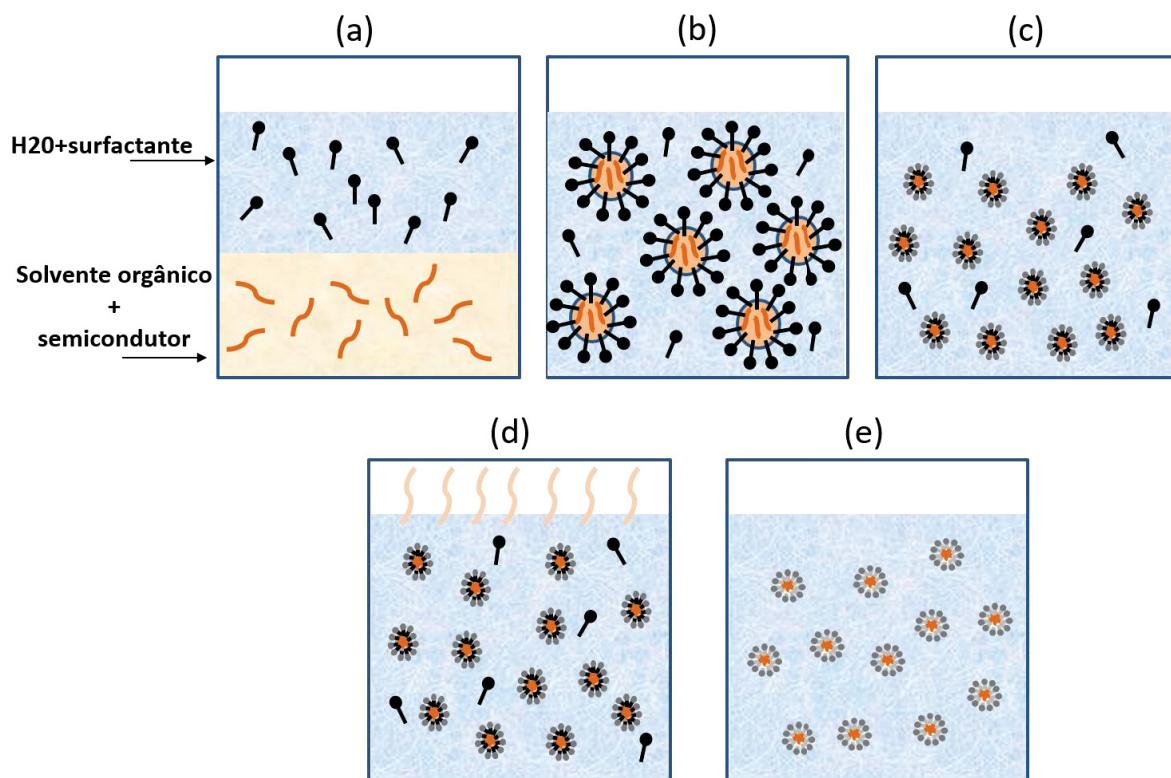 (a)
(b)
(c)
H20+surfactante
Solvente orgânico
+
semicondutor
(d)
(e)